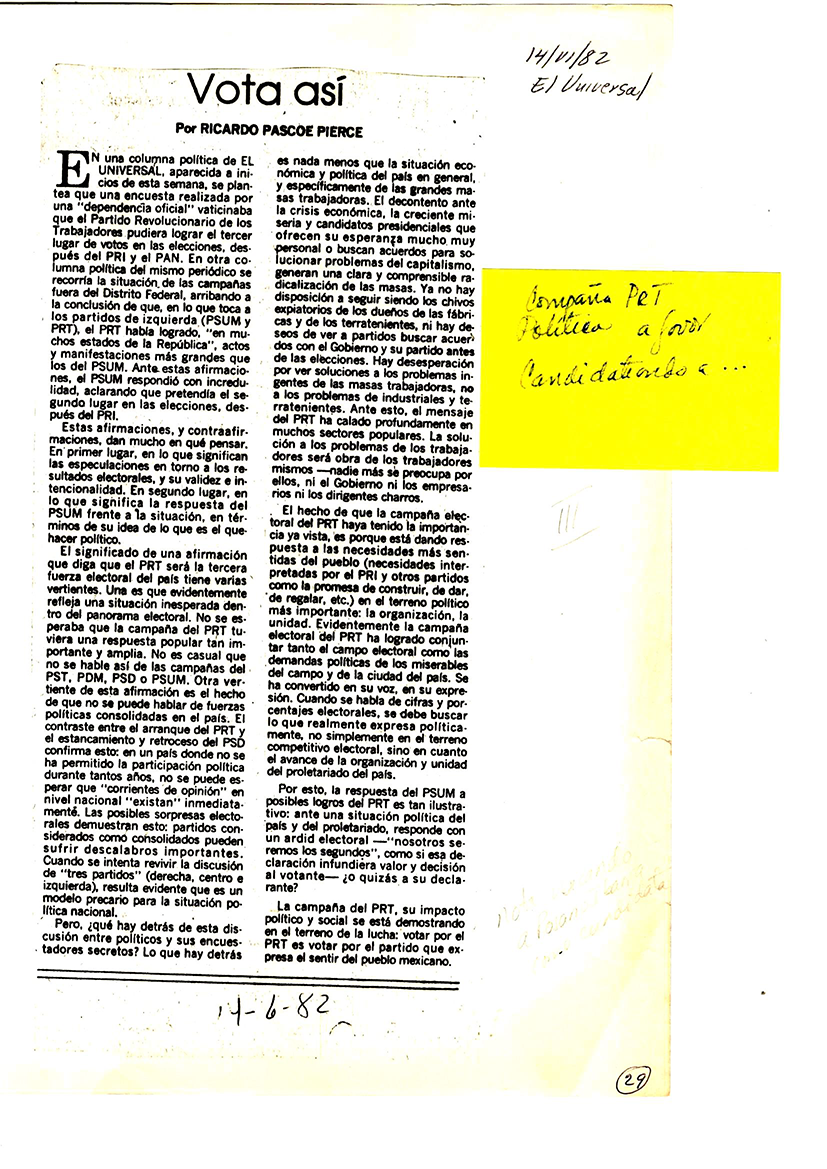 14/VI/82
El Universal
Vota así
Por RICARDO PASCOE PIERCE
EN una columna política de EL
UNIVERSAL, aparecida a ini-
cios de esta semana, se plan-
tea que una encuesta realizada por
una "dependencia oficial" vaticinaba
que el Partido Revolucionario de los
Trabajadores pudiera lograr el tercer
lugar de votos en las elecciones, des-
pués del PRI y el PAN. En otra co-
lumna política del mismo periódico se
recorría la situación de las campañas
fuera del Distrito Federal, arribando a
la conclusión de que, en lo que toca a
los partidos de izquierda (PSUM y
PRT), el PRT había logrado, "en mu-
chos estados de la República", actos
y manifestaciones más grandes que
los del PSUM. Ante estas afirmacio-
nes, el PSUM respondió con incredu-
lidad, aclarando que pretendía el se-
gundo lugar en las elecciones, des-
pués del PRI.
Estas afirmaciones, y contraafir-
maciones, dan mucho en qué pensar.
En primer lugar, en lo que significan
las especulaciones en torno a los re-
sultados electorales, y su validez e in-
tencionalidad. En segundo lugar, en
lo que significa la respuesta del
PSUM frente a la situación, en tér-
minos de su idea de lo que es el que-
hacer político.
El significado de una afirmación
que diga que el PRT será la tercera
fuerza electoral del país tiene varias
vertientes. Una es que evidentemente
refleja una situación inesperada den-
tro del panorama electoral. No se es-
peraba que la campaña del PRT tu-
viera una respuesta popular tan im-
portante y amplia. No es casual que
no se hable así de las campañas del
PST, PDM, PSD o PSUM. Otra ver-
tiente de esta afirmación es el hecho
de que no se puede hablar de fuerzas
políticas consolidadas en el país. El
contraste entre el arranque del PRT y
el estancamiento y retroceso del PSD
confirma esto: en un país donde no se
ha permitido la participación política
durante tantos años, no se puede es-
perar que "corrientes de opinión" en
nivel nacional "existan" inmediata-
mente. Las posibles sorpresas electo-
rales demuestran esto: partidos con-
siderados como consolidados pueden
sufrir descalabros importantes.
Cuando se intenta revivir la discusión
de "tres partidos" (derecha, centro e
izquierda), resulta evidente que es un
modelo precario para la situación po-
lítica nacional.
Pero, ¿qué hay detrás de esta dis-
cusión entre políticos y sus encues-
tadores secretos? Lo que hay detrás
es nada menos que la situación eco-
nómica y política del país en general,
y específicamente de las grandes ma-
sas trabajadoras. El decontento ante
la crisis económica, la creciente mi-
seria y candidatos presidenciales que
ofrecen su esperanza mucho muy
personal o buscan acuerdos para so-
lucionar problemas del capitalismo,
generan una clara y comprensible ra-
dicalización de las masas. Ya no hay
disposición a seguir siendo los chivos
expiatorios de los dueños de las fábri-
cas y de los terratenientes, ni hay de-
seos de ver a partidos buscar acuer-
dos con el Gobierno y su partido antes
de las elecciones. Hay desesperación
por ver soluciones a los problemas in-
gentes de las masas trabajadoras, no
a los problemas de industriales y te-
rratenientes. Ante esto, el mensaje
del PRT ha calado profundamente en
muchos sectores populares. La solu-
ción a los problemas de los trabaja-
dores será obra de los trabajadores
mismos —nadie más se preocupa por
ellos, ni el Gobierno ni los empresa-
rios ni los dirigentes charros.
El hecho de que la campaña elec-
toral del PRT haya tenido la importan-
cia ya vista, es porque está dando res-
puesta a las necesidades más sen-
tidas del pueblo (necesidades inter-
pretadas por el PRI y otros partidos
como la promesa de construir, de dar,
de regalar, etc.) en el terreno político
más importante: la organización, la
unidad. Evidentemente la campaña
electoral del PRT ha logrado conjun-
tar tanto el campo electoral como las
demandas políticas de los miserables
del campo y de la ciudad del país. Se
ha convertido en su voz, en su expre-
sión. Cuando se habla de cifras y por-
centajes electorales, se debe buscar
lo que realmente expresa política-
mente, no simplemente en el terreno
competitivo electoral, sino en cuanto
el avance de la organización y unidad
del proletariado del país.
Por esto, la respuesta del PSUM a
posibles logros del PRT es tan ilustra-
tivo: ante una situación política del
país y del proletariado, responde con
un ardid electoral —"nosotros se-
remos los segundos", como si esa de-
claración infundiera valor y decisión
al votante— ¿o quizás a su decla-
rante?
La campaña del PRT, su impacto
político y social se está demostrando
en el terreno de la lucha: votar por el
PRT es votar por el partido que ex-
presa el sentir del pueblo mexicano.
Compaña PRT
Política a favor
Candidateando a ...
III
14-6-82
29